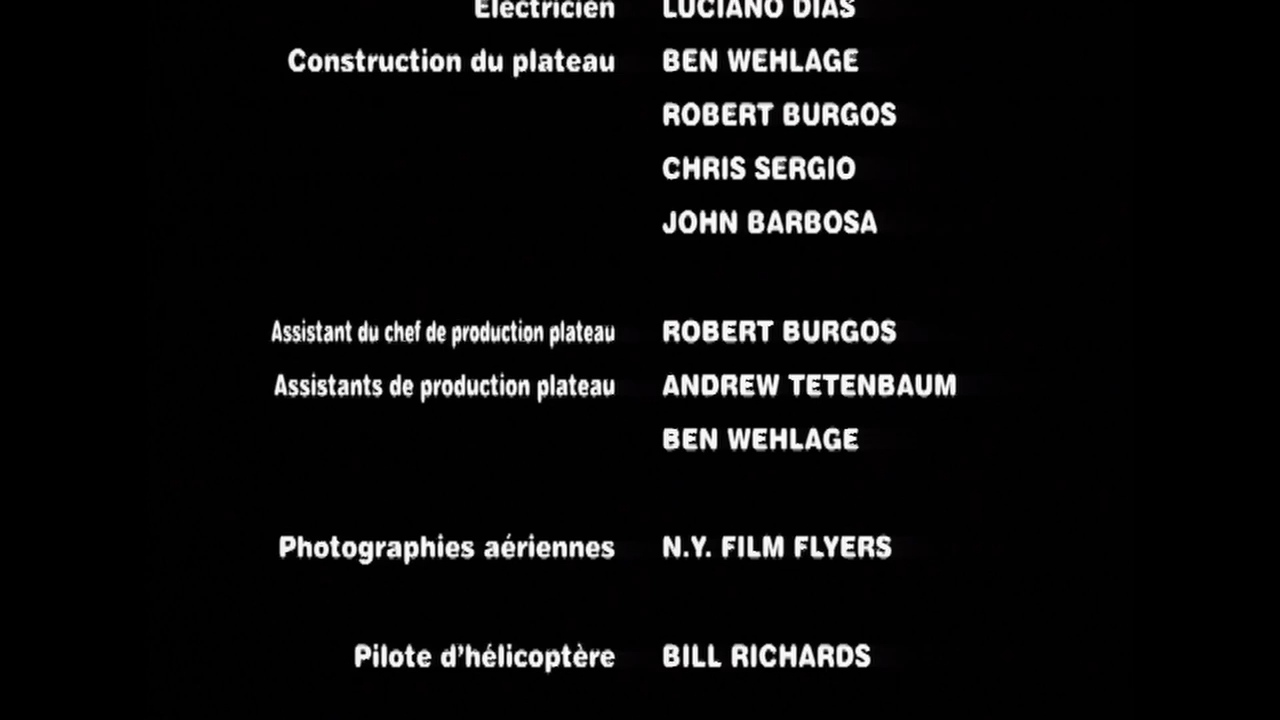 Electricien LUCIANO DIAS
Construction du plateau BEN WEHLAGE
ROBERT BURGOS
CHRIS SERGIO
JOHN BARBOSA
Assistant du chef de production plateau ROBERT BURGOS
Assistants de production plateau ANDREW TETENBAUM
BEN WEHLAGE
Photographies aériennes N.Y. FILM FLYERS
Pilote d'hélicoptère BILL RICHARDS